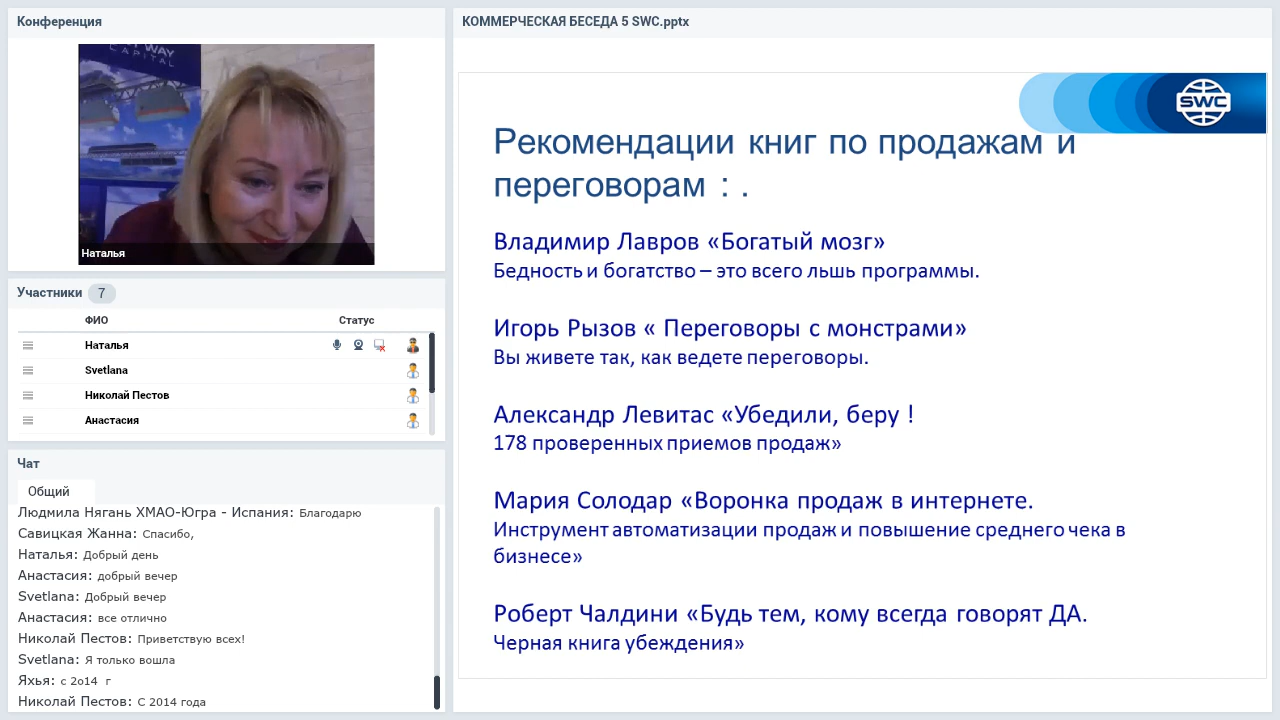 Конференция
WAY
CAPITAL
Наталья
Участники 7
ФИО Статус
Наталья
Svetlana
Николай Пестов
Анастасия
Чат
Общий
Людмила Нягань ХМАО-Югра - Испания: Благодарю
Савицкая Жанна: Спасибо,
Наталья: Добрый день
Анастасия: добрый вечер
Svetlana: Добрый вечер
Анастасия: все отлично
Николай Пестов: Приветствую всех!
Svetlana: Я только вошла
Яхья: с 2о14 г
Николай Пестов: С 2014 года
КОММЕРЧЕСКАЯ БЕСЕДА 5 SWC.pptx
SWC
Рекомендации книг по продажам и
переговорам : .
Владимир Лавров «Богатый мозг»
Бедность и богатство – это всего льшь программы.
Игорь Рызов « Переговоры с монстрами»
Вы живете так, как ведете переговоры.
Александр Левитас «Убедили, беру !
178 проверенных приемов продаж»
Мария Солодар «Воронка продаж в интернете.
Инструмент автоматизации продаж и повышение среднего чека в
бизнесе»
Роберт Чалдини «Будь тем, кому всегда говорят ДА.
Черная книга убеждения»